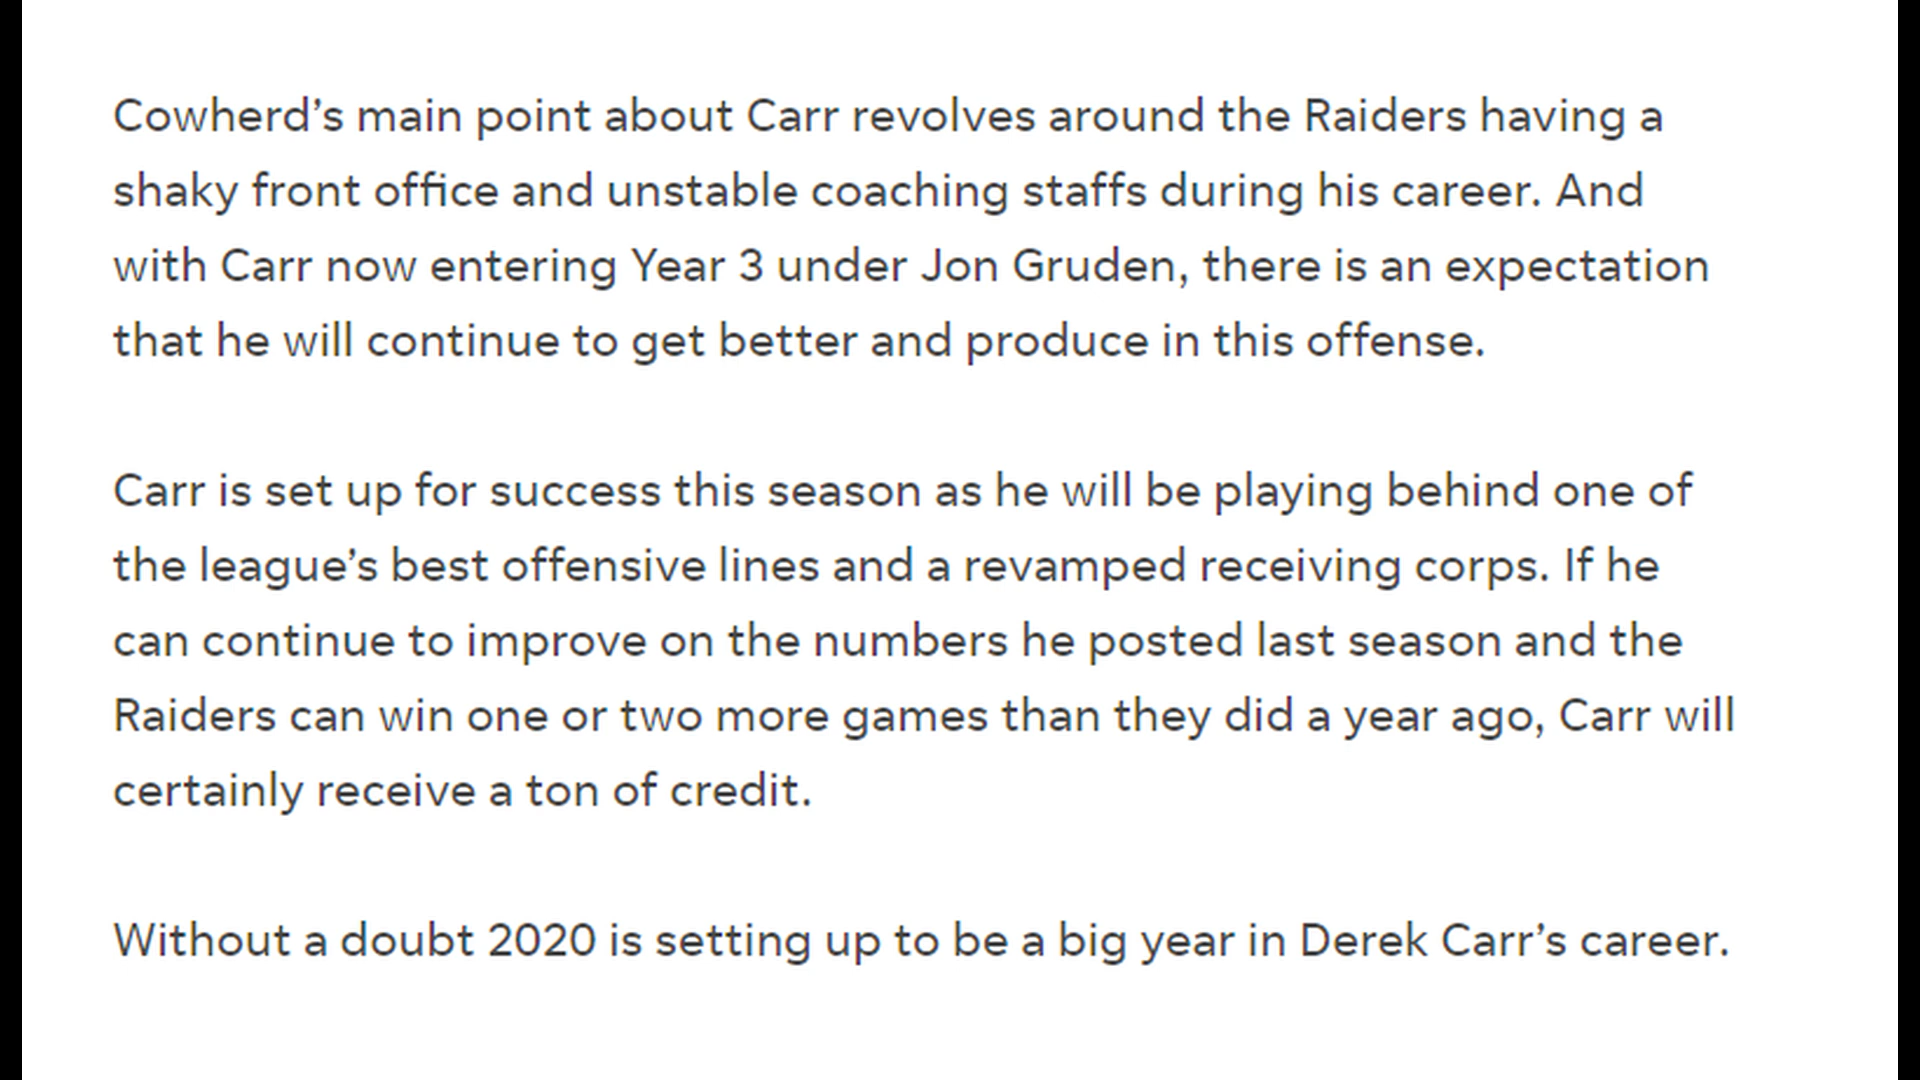 Cowherd’s main point about Carr revolves around the Raiders having a
shaky front office and unstable coaching staffs during his career. And
with Carr now entering Year 3 under Jon Gruden, there is an expectation
that he will continue to get better and produce in this offense.
Carr is set up for success this season as he will be playing behind one of
the league’s best offensive lines and a revamped receiving corps. If he
can continue to improve on the numbers he posted last season and the
Raiders can win one or two more games than they did a year ago, Carr will
certainly receive a ton of credit.
Without a doubt 2020 is setting up to be a big year in Derek Carr’s career.